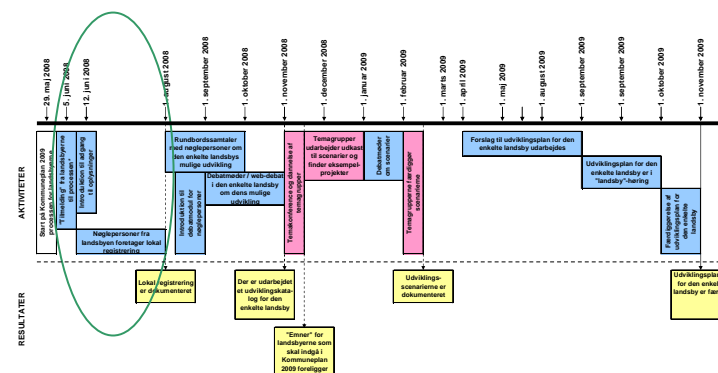 29. maj 2008
5. juni 2008
12. juni 2008
1. august 2008
1. september 2008
1. oktober 2008
1. november 2008
1. december 2008
1. januar 2009
1. februar 2009
1. marts 2009
1. april 2009
1. maj 2009
1. august 2009
1. september 2009
1. september 2009
1. oktober 2009
1. november 2009
AKTIVITETER
Start på Kommuneplan 2009
processen for landsbyerne
"Tilmelding" fra landsbyerne
til processen"
Introduktion til adgang
til oplysninger
Nøglepersoner fra
landsbyen foretager lokal
registrering
Rundbordssamtaler
med nøglepersoner om
den enkelte landsbys
mulige udvikling
Introduktion til
debatmodul for
nøglepersoner
Debatmøder / web-debat
i den enkelte landsby
om dens mulige
udvikling
Temakonference og dannelse af
temagrupper
Temagrupper
udarbejder udkast
til scenarier og
finder eksempel-
projekter
Debatmøder
om scenarier
Temagrupperne færdiggør
scenarierne
Forslag til udviklingsplan for den
enkelte landsby udarbejdes
Udviklingsplan for den
enkelte landsby er i
"landsby"-høring
Færdiggørelse af
udviklingsplan for
den enkelte
landsby
RESULTATER
Lokal registrering
er dokumenteret
Der er udarbejdet
et udviklingskata-
log for den enkelte
landsby
"Emner" for
landsbyerne som
skal indgå i
Kommuneplan
2009 foreligger
Udviklings-
scenarierne er
dokumenteret
Udviklingsplan
for den enkelte
landsby er fær